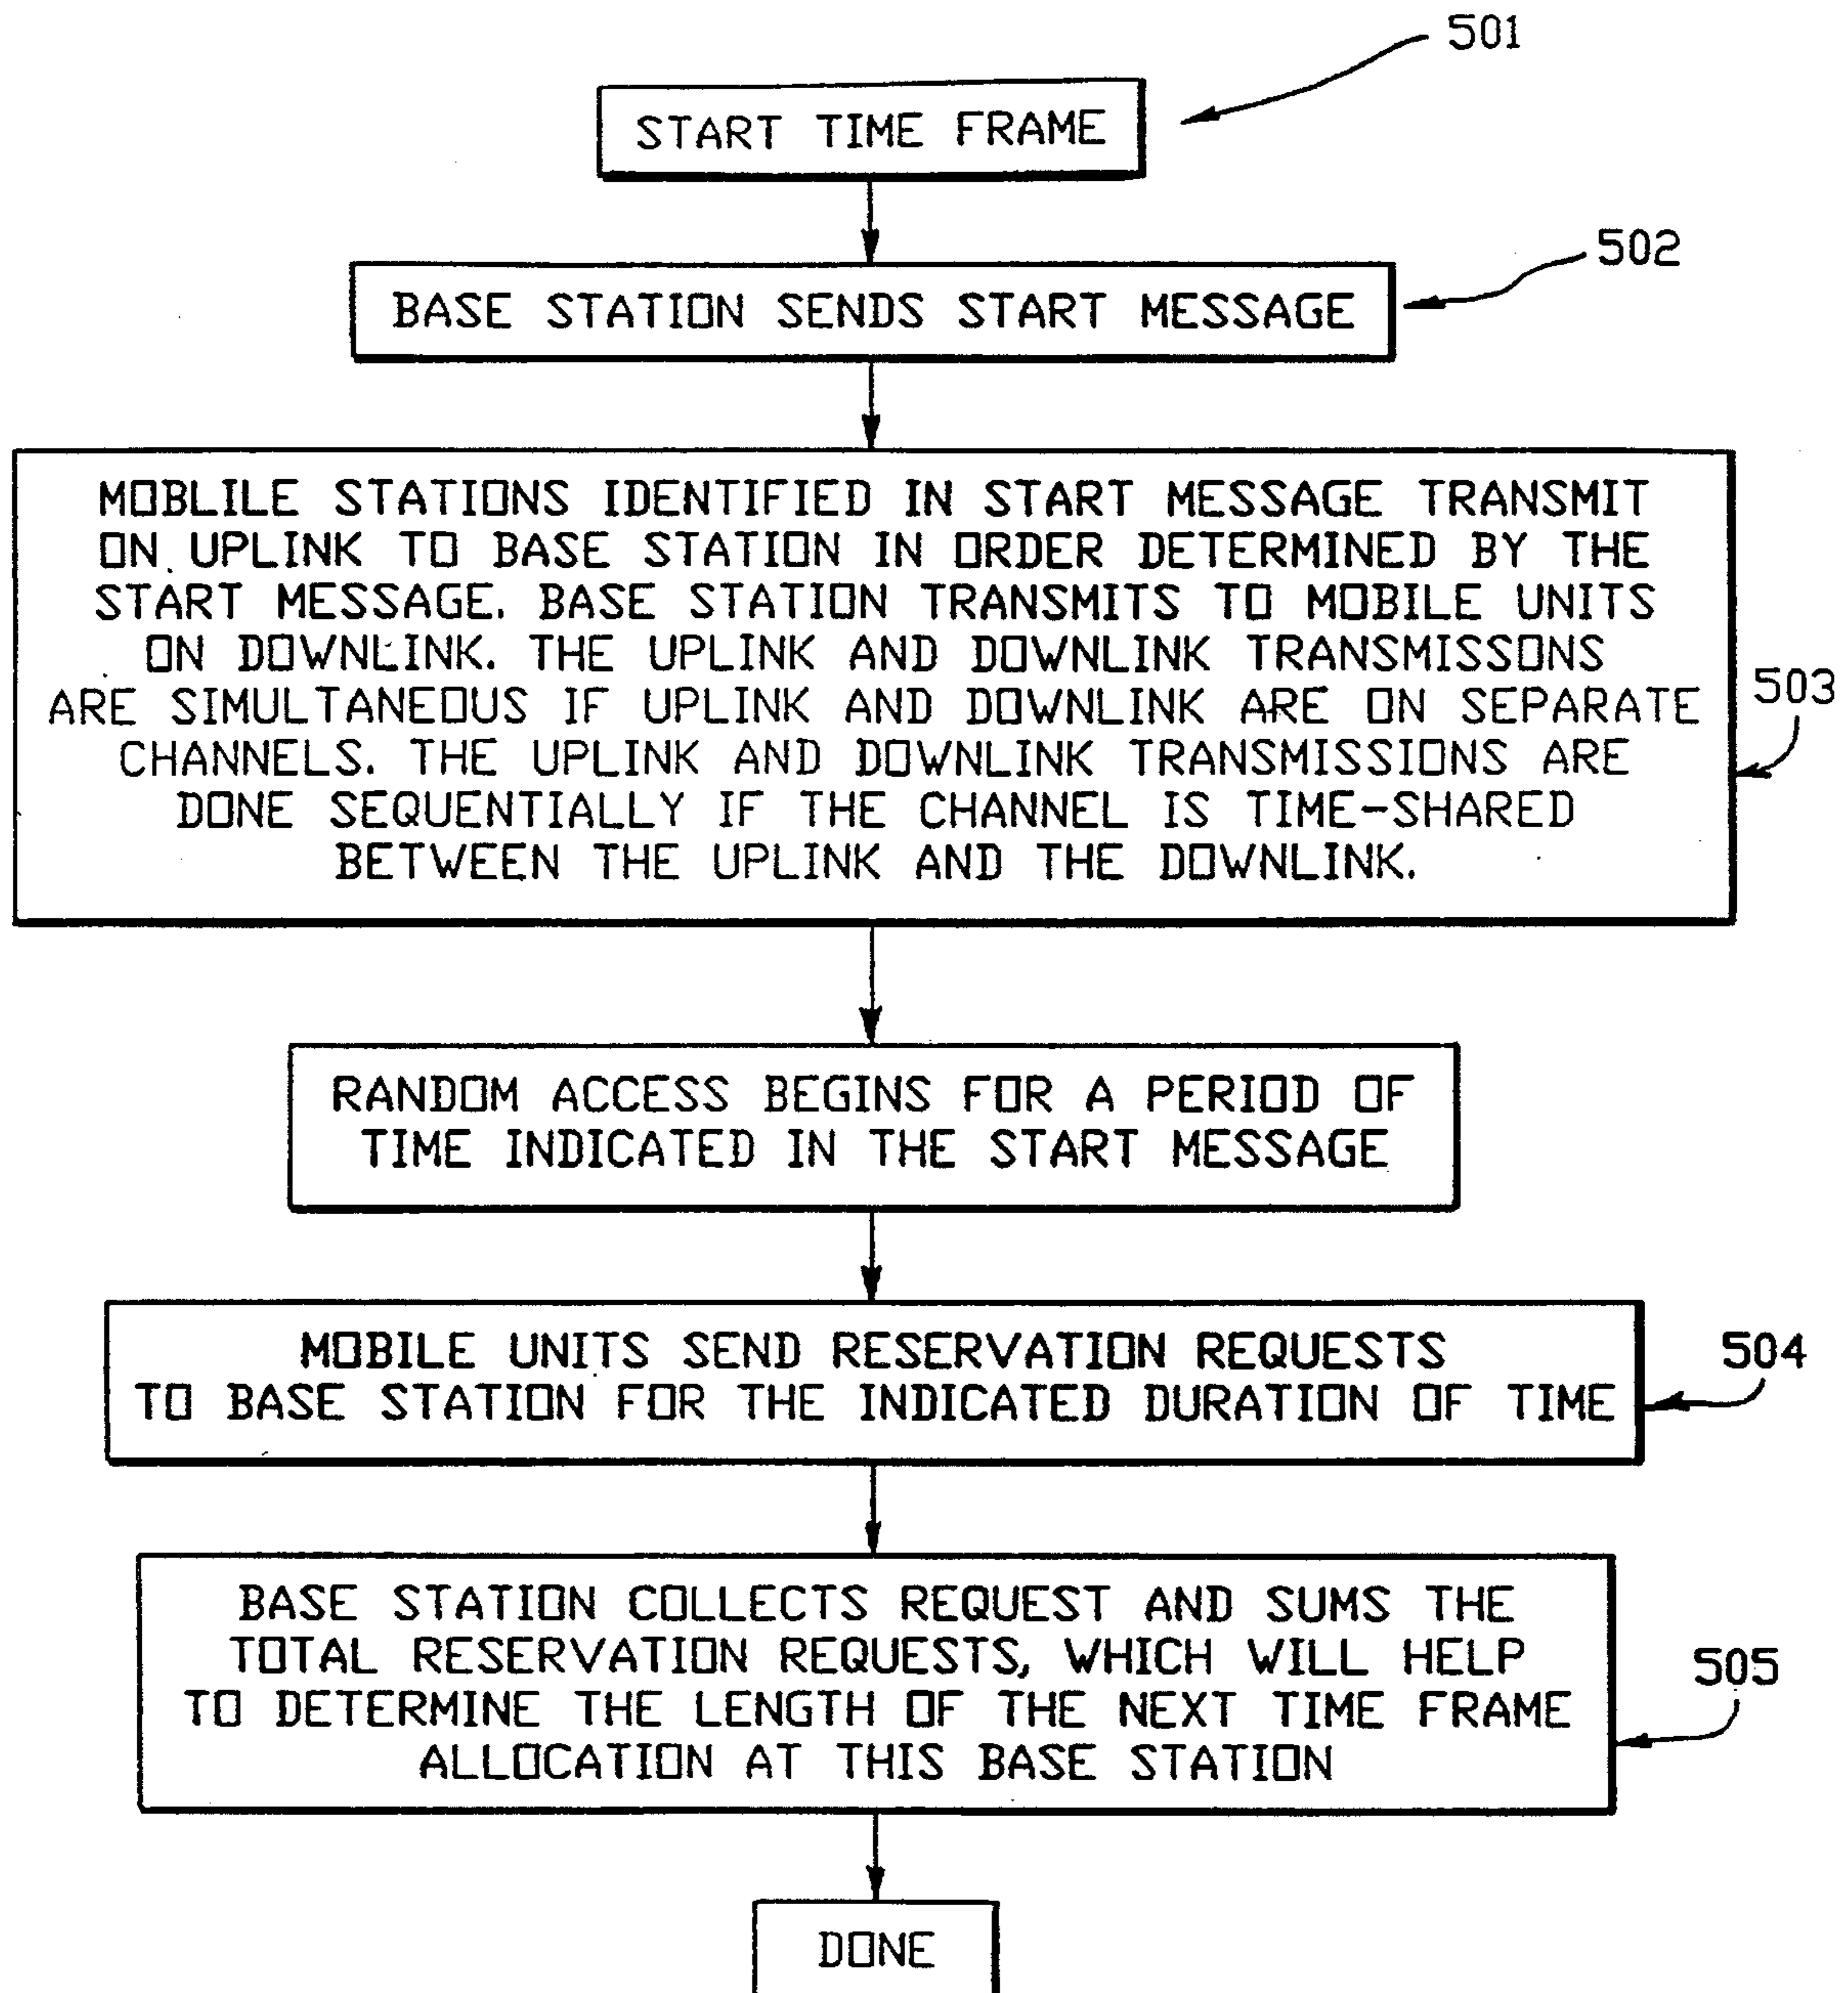 501
START TIME FRAME
502
BASE STATION SENDS START MESSAGE
MOBLILE STATIONS IDENTIFIED IN START MESSAGE TRANSMIT
ON UPLINK TO BASE STATION IN ORDER DETERMINED BY THE
START MESSAGE. BASE STATION TRANSMITS TO MOBILE UNITS
ON DOWNLINK. THE UPLINK AND DOWNLINK TRANSMISSONS
ARE SIMULTANEOUS IF UPLINK AND DOWNLINK ARE ON SEPARATE
CHANNELS. THE UPLINK AND DOWNLINK TRANSMISSIONS ARE
DONE SEQUENTIALLY IF THE CHANNEL IS TIME-SHARED
BETWEEN THE UPLINK AND THE DOWNLINK.
503
RANDOM ACCESS BEGINS FOR A PERIOD OF
TIME INDICATED IN THE START MESSAGE
MOBILE UNITS SEND RESERVATION REQUESTS
TO BASE STATION FOR THE INDICATED DURATION OF TIME
504
BASE STATION COLLECTS REQUEST AND SUMS THE
TOTAL RESERVATION REQUESTS, WHICH WILL HELP
TO DETERMINE THE LENGTH OF THE NEXT TIME FRAME
ALLOCATION AT THIS BASE STATION
505
DONE